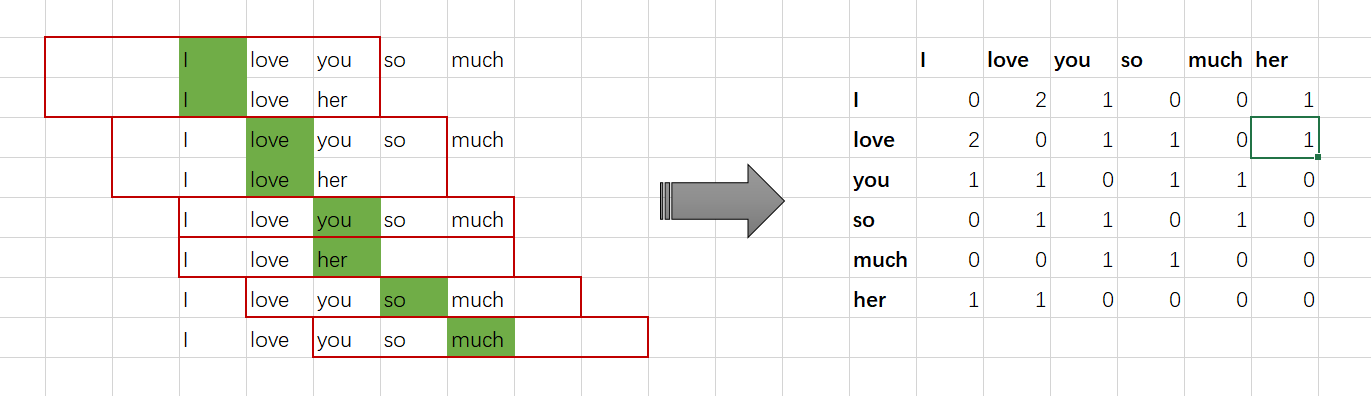 I love you so much
I love her
I love you so much
I love her
I love you so much
I love her
I love you so much
I love you so much
I love you so much her
I 0 2 1 0 0 1
love 2 0 1 1 0 1
you 1 1 0 1 1 0
so 0 1 1 0 1 0
much 0 0 1 1 0 0
her 1 1 0 0 0 0